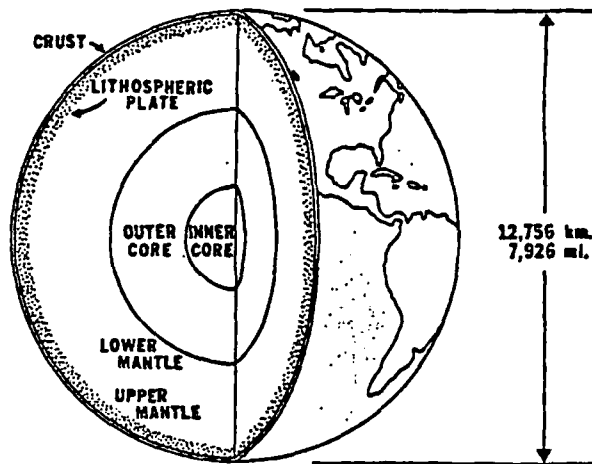 CRUST
LITHOSPHERIC
PLATE
OUTER INNER
CORE CORE
12,756 km.
7,926 mi.
LOWER
MANTLE
UPPER
MANTLE